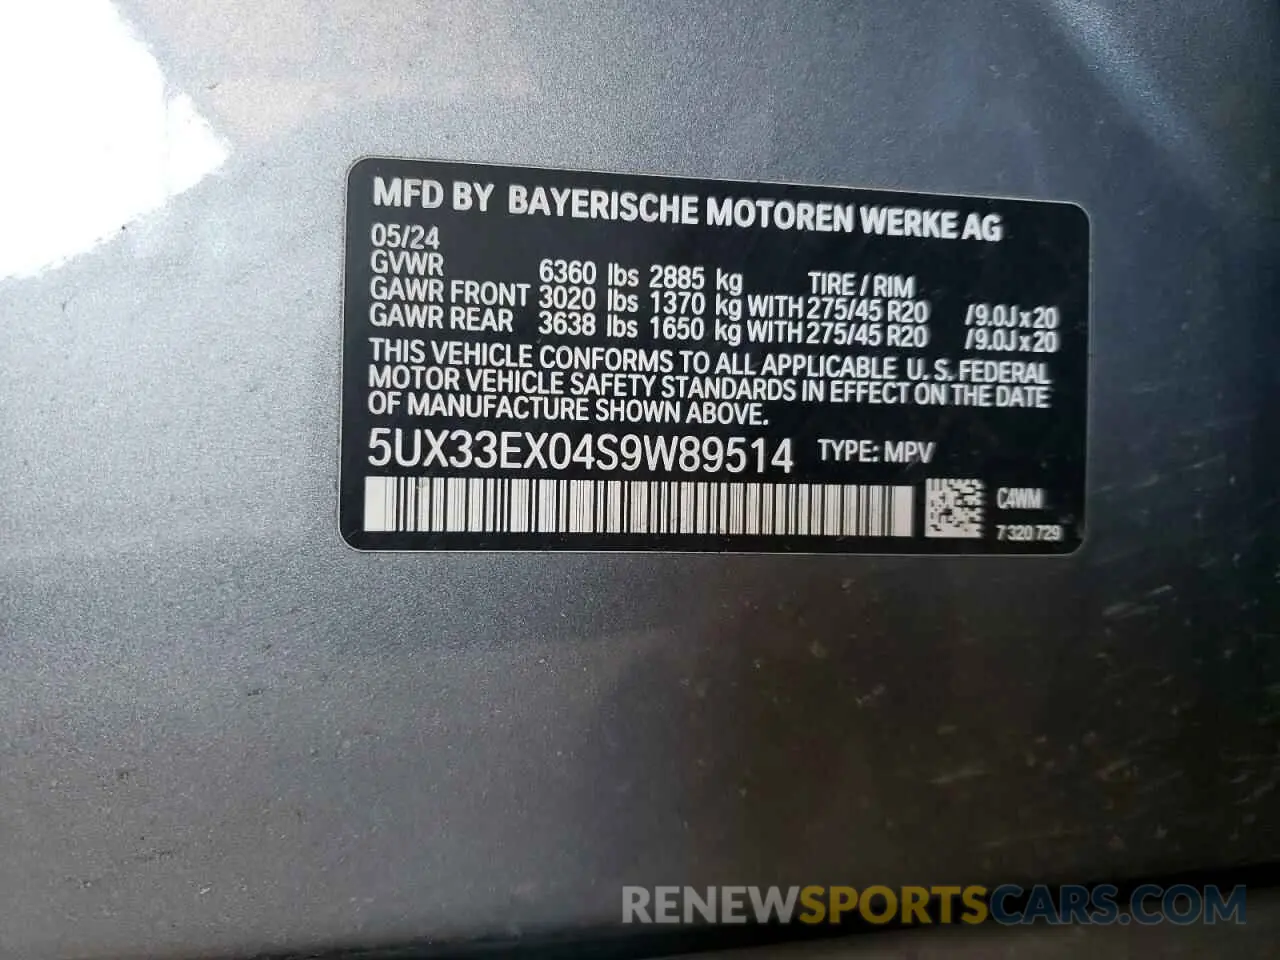 MFD BY BAYERISCHE MOTOREN WERKE AG
05/24
GVWR 6360 lbs 2885 kg TIRE / RIM
GAWR FRONT 3020 lbs 1370 kg WITH 275/45 R20 /9.0J x 20
GAWR REAR 3638 lbs 1650 kg WITH 275/45 R20 /9.0J x 20
THIS VEHICLE CONFORMS TO ALL APPLICABLE U. S. FEDERAL
MOTOR VEHICLE SAFETY STANDARDS IN EFFECT ON THE DATE
OF MANUFACTURE SHOWN ABOVE.
5UX33EX04S9W89514 TYPE: MPV
C4WM
7 320 729
RENEWSPORTSCARS.COM